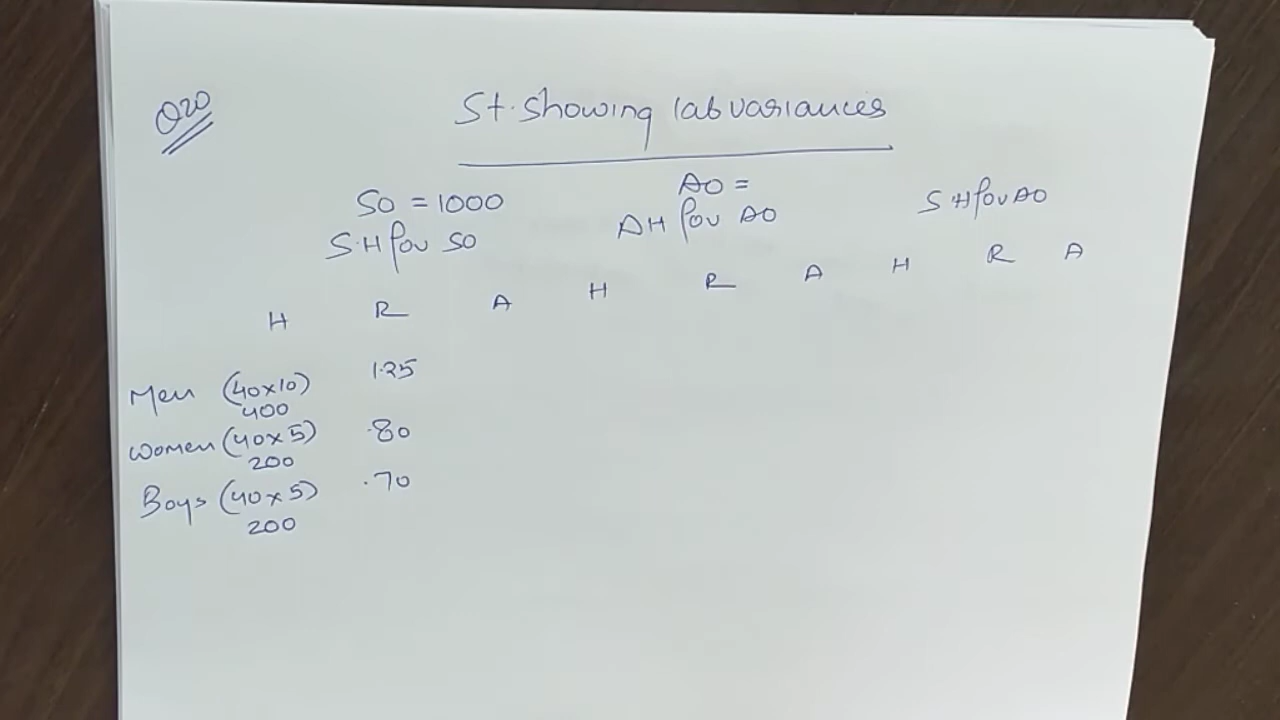 Q20
St. Showing lab variances
SO = 1000
AO =
S.H for SO
AH for AO
S.H for AO
H R A H R A H R A
Men (40x10) 1.25
400
Women (40x5) .80
200
Boys (40x5) .70
200